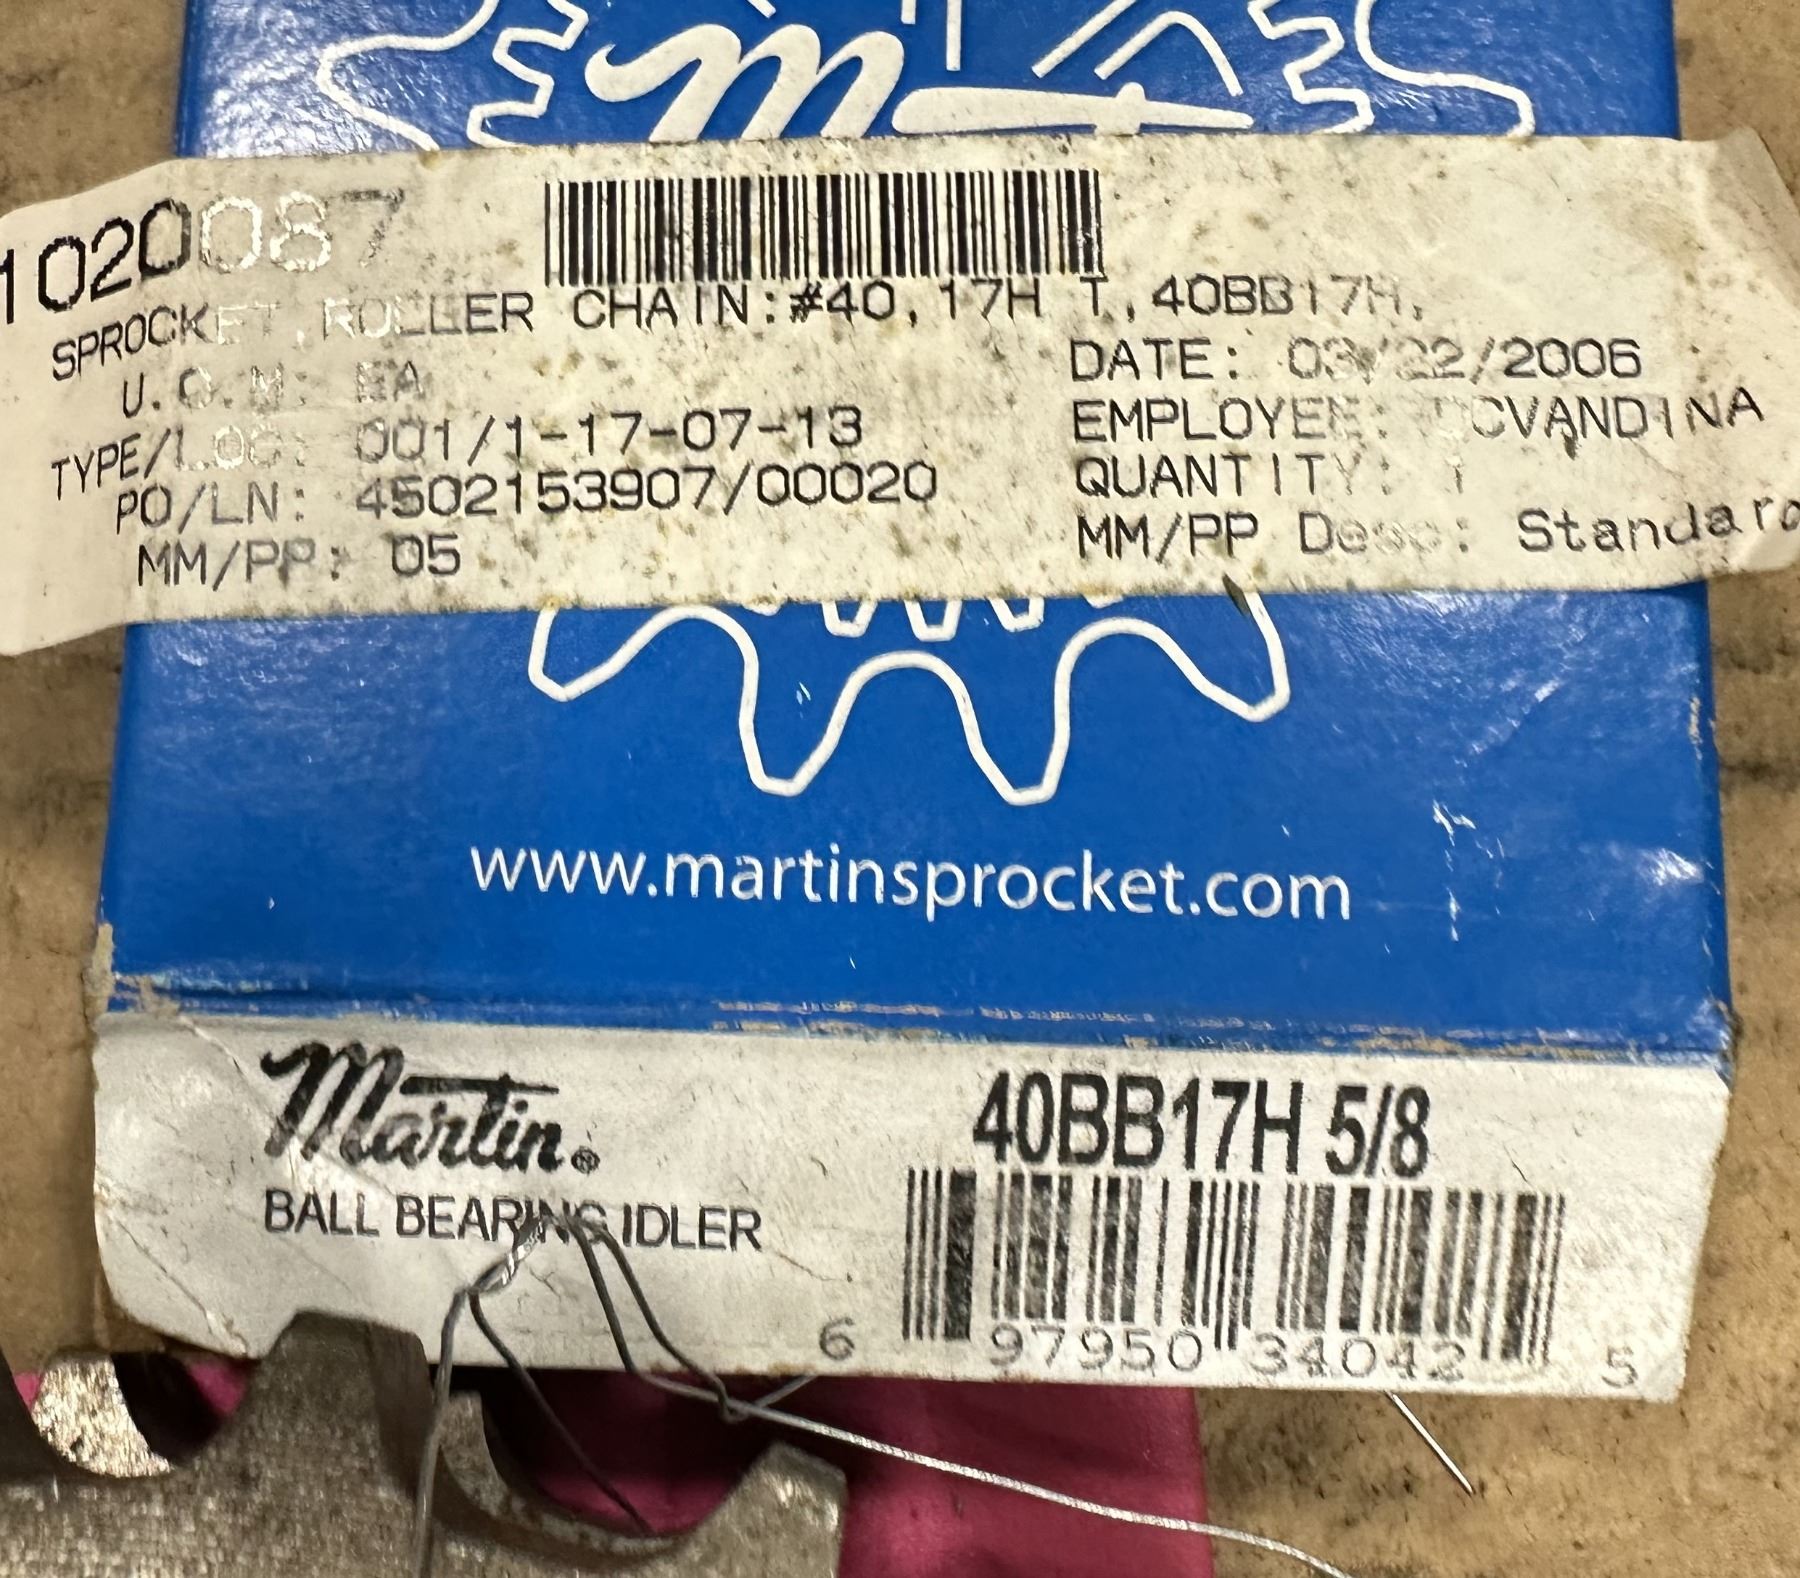 1020087
SPROCKET, ROLLER CHAIN:#40,17H T,40BB17H,
U.O.M: EA
DATE: 03/22/2006
TYPE/LOC: 001/1-17-07-13
EMPLOYEE:
PO/LN: 4502153907/00020
QUANTITY: 1
MM/PP: 05
MM/PP Desc: Standard
www.martinsprocket.com
Martin®
40BB17H 5/8
BALL BEARING IDLER
6 97950 34042 5